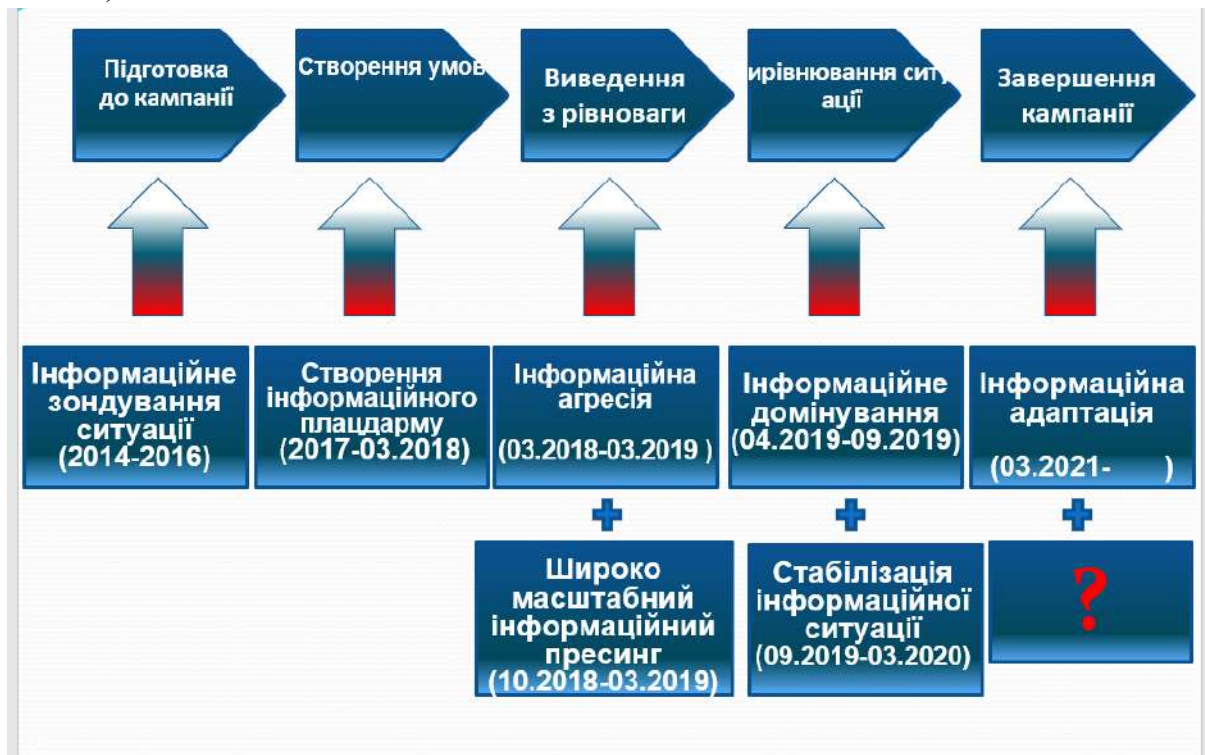 Підготовка
до кампанії
Створення умов
Виведення
з рівноваги
ирівнювання ситу
ації
Завершення
кампанії
Інформаційне
зондування
ситуації
(2014-2016)
Створення
інформаційного
плацдарму
(2017-03.2018)
Інформаційна
агресія
(03.2018-03.2019 )
Інформаційне
домінування
(04.2019-09.2019)
Інформаційна
адаптація
(03.2021- )
Широко
масштабний
інформаційний
пресинг
(10.2018-03.2019)
Стабілізація
інформаційної
ситуації
(09.2019-03.2020)
?